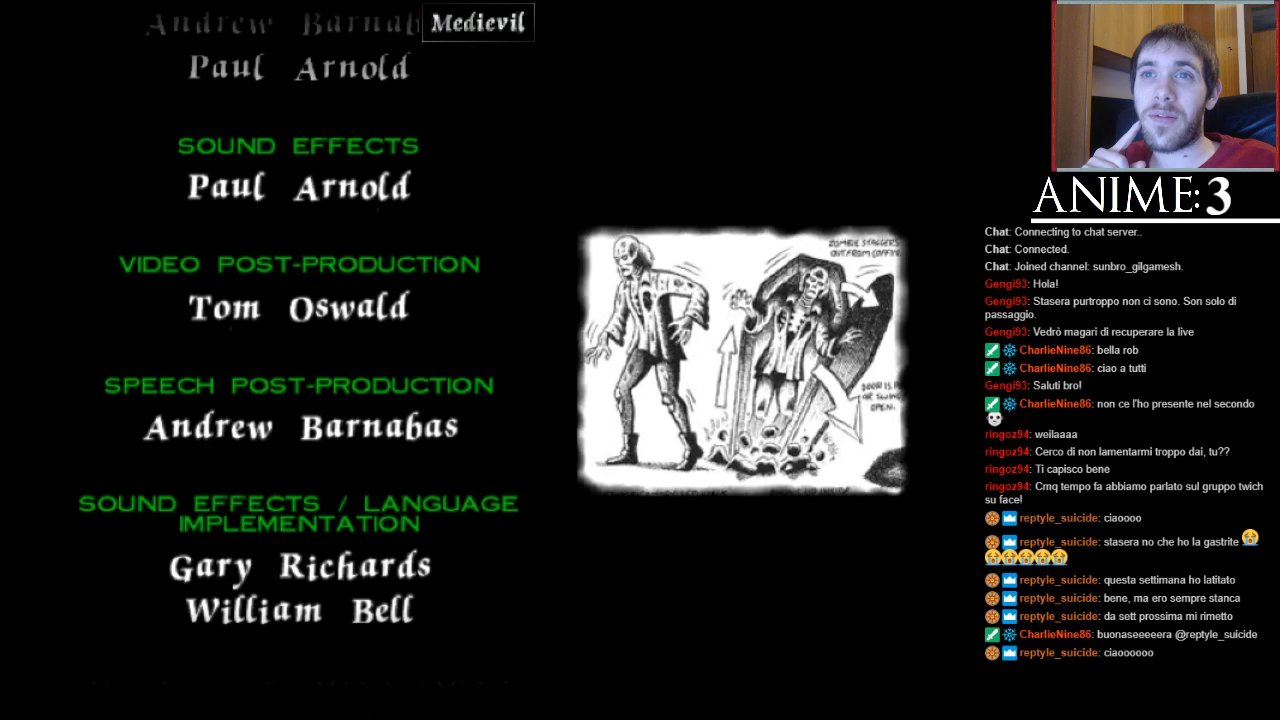 Andrew Barnab
Medievil
Paul Arnold
SOUND EFFECTS
Paul Arnold
VIDEO POST-PRODUCTION
Tom Oswald
SPEECH POST-PRODUCTION
Andrew Barnabas
SOUND EFFECTS / LANGUAGE
IMPLEMENTATION
Gary Richards
William Bell
ZOMBIE STAGGERS
OUT FROM COFFIN
DOOR IS
OR SWING
OPEN.
ANIME: 3
Chat: Connecting to chat server..
Chat: Connected.
Chat: Joined channel: sunbro_gilgamesh.
Gengi93: Hola!
Gengi93: Stasera purtroppo non ci sono. Son solo di
passaggio.
Gengi93: Vedrò magari di recuperare la live
CharlieNine86: bella rob
CharlieNine86: ciao a tutti
Gengi93: Saluti bro!
CharlieNine86: non ce l'ho presente nel secondo
ringoz94: weilaaaa
ringoz94: Cerco di non lamentarmi troppo dai, tu??
ringoz94: Ti capisco bene
ringoz94: Cmq tempo fa abbiamo parlato sul gruppo twich
su face!
reptyle_suicide: ciaoooo
reptyle_suicide: stasera no che ho la gastrite 😭
😭😭😭😭😭
reptyle_suicide: questa settimana ho latitato
reptyle_suicide: bene, ma ero sempre stanca
reptyle_suicide: da sett prossima mi rimetto
CharlieNine86: buonaseeeeera @reptyle_suicide
reptyle_suicide: ciaoooooo